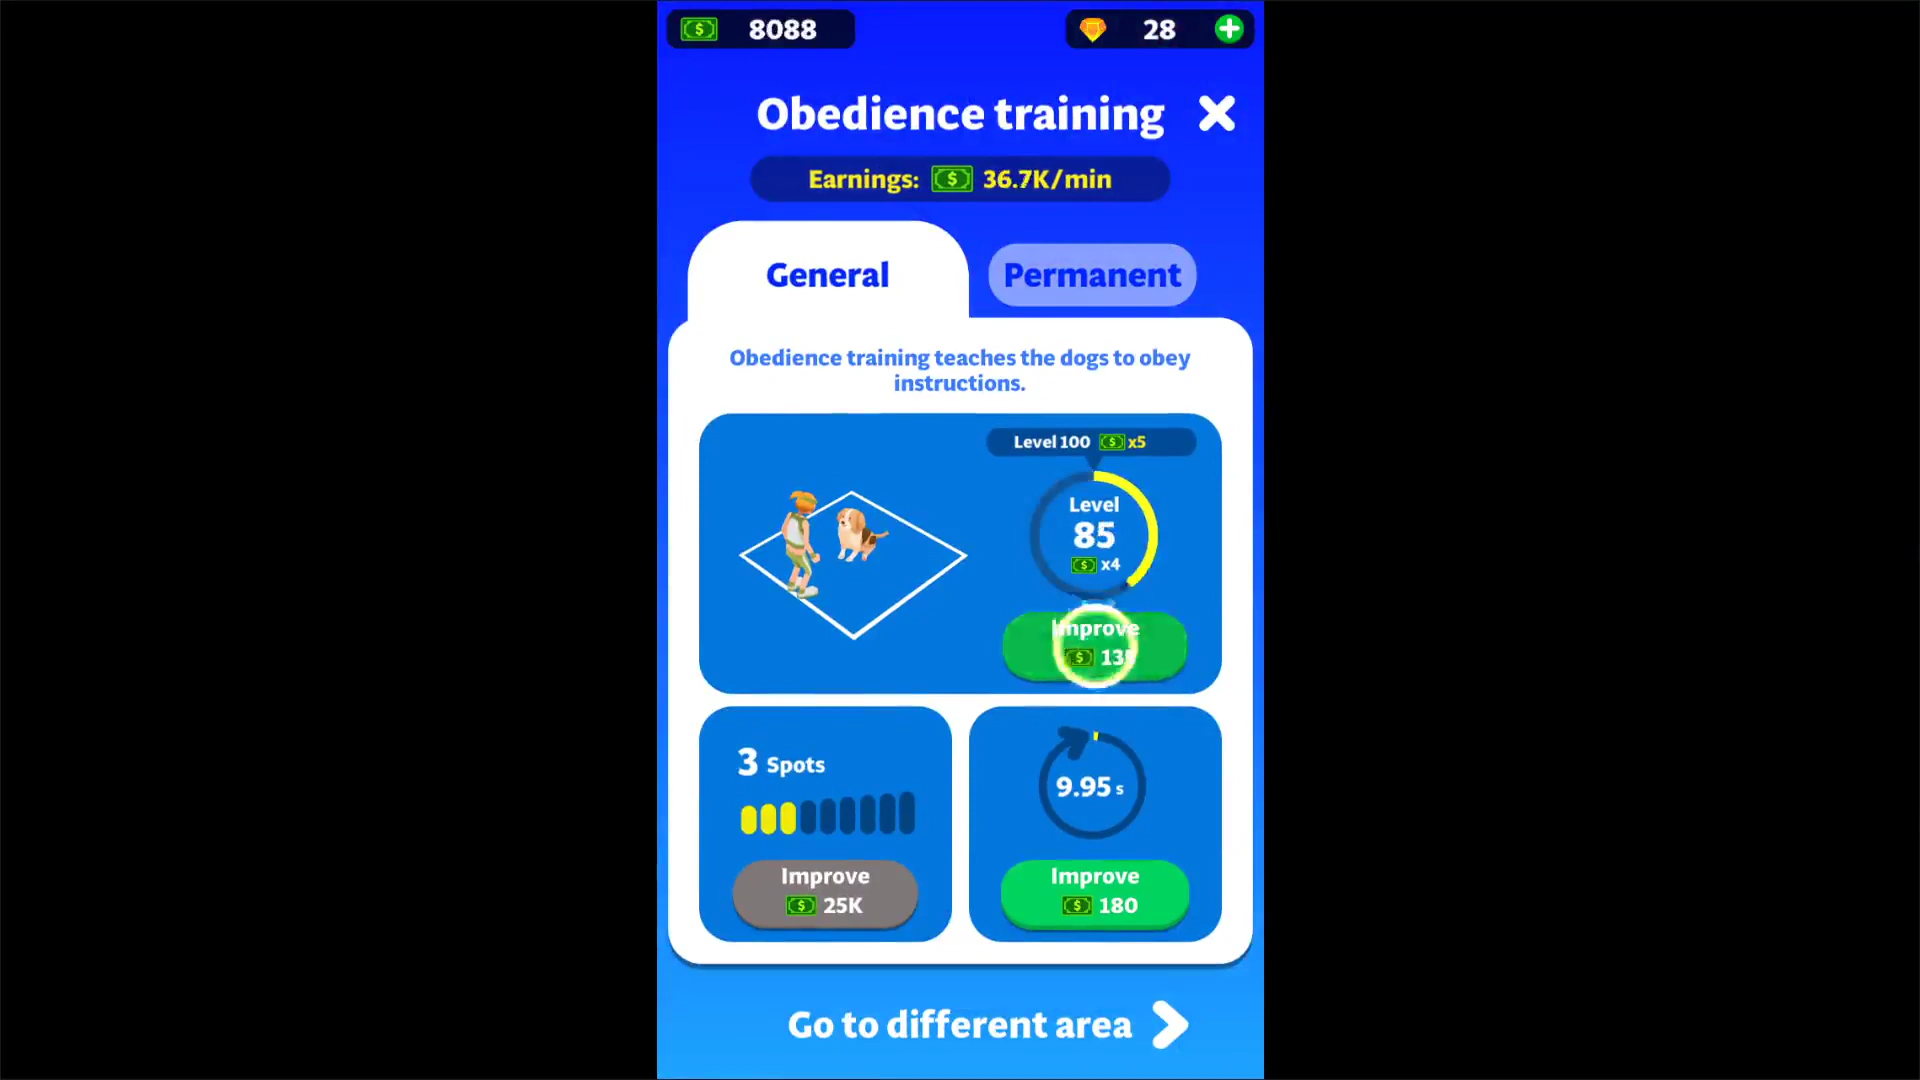 8088
28
Obedience training
Earnings: $ 36.7K/min
General
Permanent
Obedience training teaches the dogs to obey
instructions.
Level 100 $ x5
Level
85
$ x4
Improve
$
3 Spots
9.95 s
Improve
$ 25K
Improve
$ 180
Go to different area